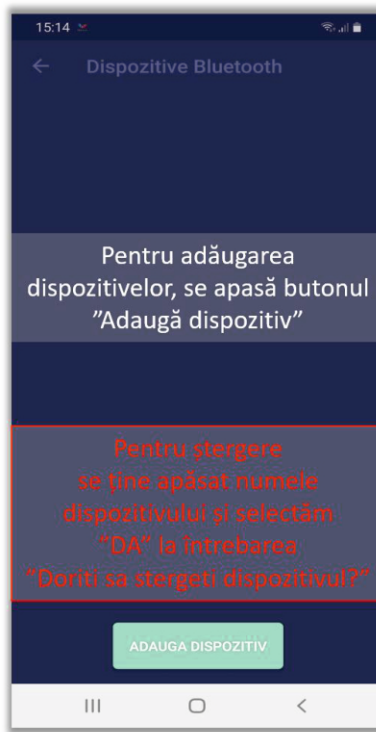 15:14
Dispozitive Bluetooth
Pentru adăugarea
dispozitivelor, se apasă butonul
”Adaugă dispozitiv”
Pentru ștergere
se ține apăsat numele
dispozitivului și selectăm
”DA” la întrebarea
”Doriti sa stergeti dispozitivul?”
ADAUGA DISPOZITIV